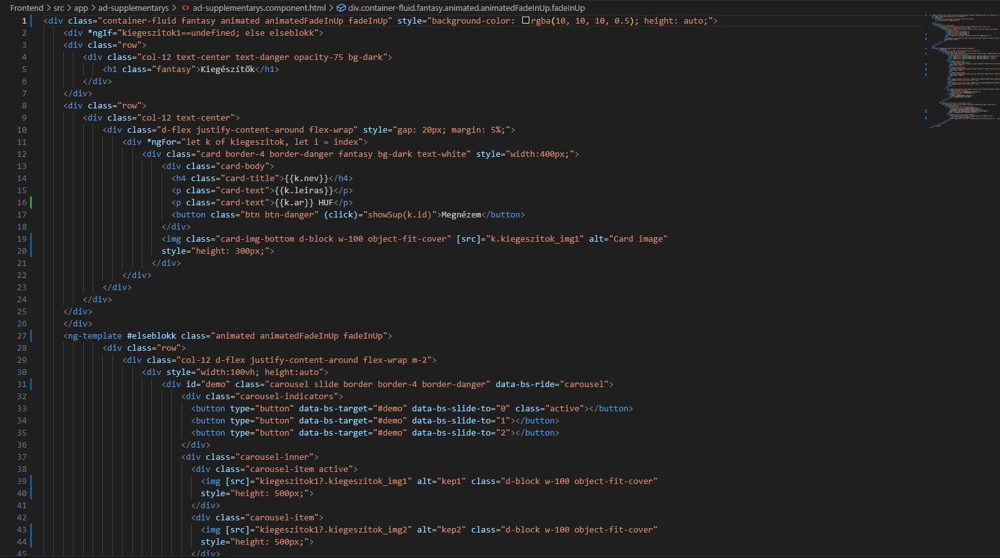 Frontend > src > app > ad-supplementarys > <> ad-supplementarys.component.html > div.container-fluid.fantasy.animated.animatedFadeInUp.fadeInUp
1 <div class="container-fluid fantasy animated animatedFadeInUp fadeInUp" style="background-color: rgba(10, 10, 10, 0.5); height: auto;">
2 <div *ngIf="kiegeszitok1==undefined; else elseblokk">
3 <div class="row">
4 <div class="col-12 text-center text-danger opacity-75 bg-dark">
5 <h1 class="fantasy">Kiegészítők</h1>
6 </div>
7 </div>
8 <div class="row">
9 <div class="col-12 text-center">
10 <div class="d-flex justify-content-around flex-wrap" style="gap: 20px; margin: 5%;">
11 <div *ngFor="let k of kiegeszitok, let i = index">
12 <div class="card border-4 border-danger fantasy bg-dark text-white" style="width:400px;">
13 <div class="card-body">
14 <h4 class="card-title">{{k.nev}}</h4>
15 <p class="card-text">{{k.leiras}}</p>
16 <p class="card-text">{{k.ar}} HUF</p>
17 <button class="btn btn-danger" (click)="showSup(k.id)">Megnézem</button>
18 </div>
19 <img class="card-img-bottom d-block w-100 object-fit-cover" [src]="k.kiegeszitok_img1" alt="Card image"
20 style="height: 300px;">
21 </div>
22 </div>
23 </div>
24 </div>
25 </div>
26 </div>
27 <ng-template #elseblokk class="animated animatedFadeInUp fadeInUp">
28 <div class="row">
29 <div class="col-12 d-flex justify-content-around flex-wrap m-2">
30 <div style="width:100vh; height:auto">
31 <div id="demo" class="carousel slide border border-4 border-danger" data-bs-ride="carousel">
32 <div class="carousel-indicators">
33 <button type="button" data-bs-target="#demo" data-bs-slide-to="0" class="active"></button>
34 <button type="button" data-bs-target="#demo" data-bs-slide-to="1"></button>
35 <button type="button" data-bs-target="#demo" data-bs-slide-to="2"></button>
36 </div>
37 <div class="carousel-inner">
38 <div class="carousel-item active">
39 <img [src]="kiegeszitok1?.kiegeszitok_img1" alt="kep1" class="d-block w-100 object-fit-cover"
40 style="height: 500px;">
41 </div>
42 <div class="carousel-item">
43 <img [src]="kiegeszitok1?.kiegeszitok_img2" alt="kep2" class="d-block w-100 object-fit-cover"
44 style="height: 500px;">
45 </div>